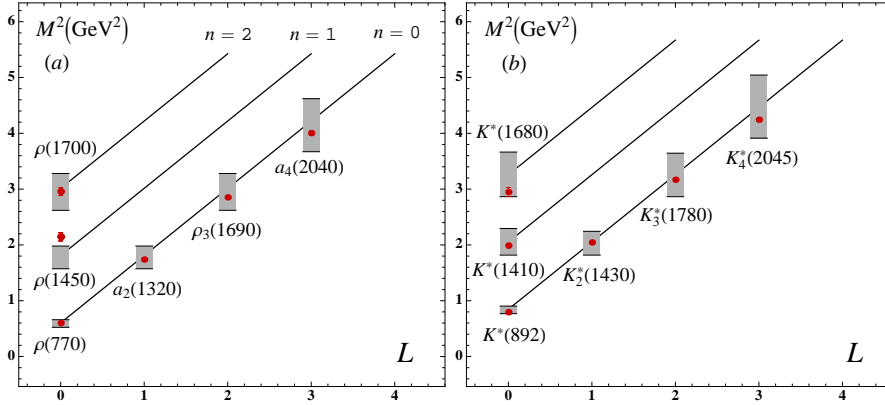 M²(GeV²)
(a)
n = 2
n = 1
n = 0
ρ(1700)
ρ(1450)
ρ(770)
a₂(1320)
ρ₃(1690)
a₄(2040)
L
6
5
4
3
2
1
0
0 1 2 3 4
M²(GeV²)
(b)
K*(1680)
K*(1410)
K*(892)
K₂*(1430)
K₃*(1780)
K₄*(2045)
L
6
5
4
3
2
1
0
0 1 2 3 4